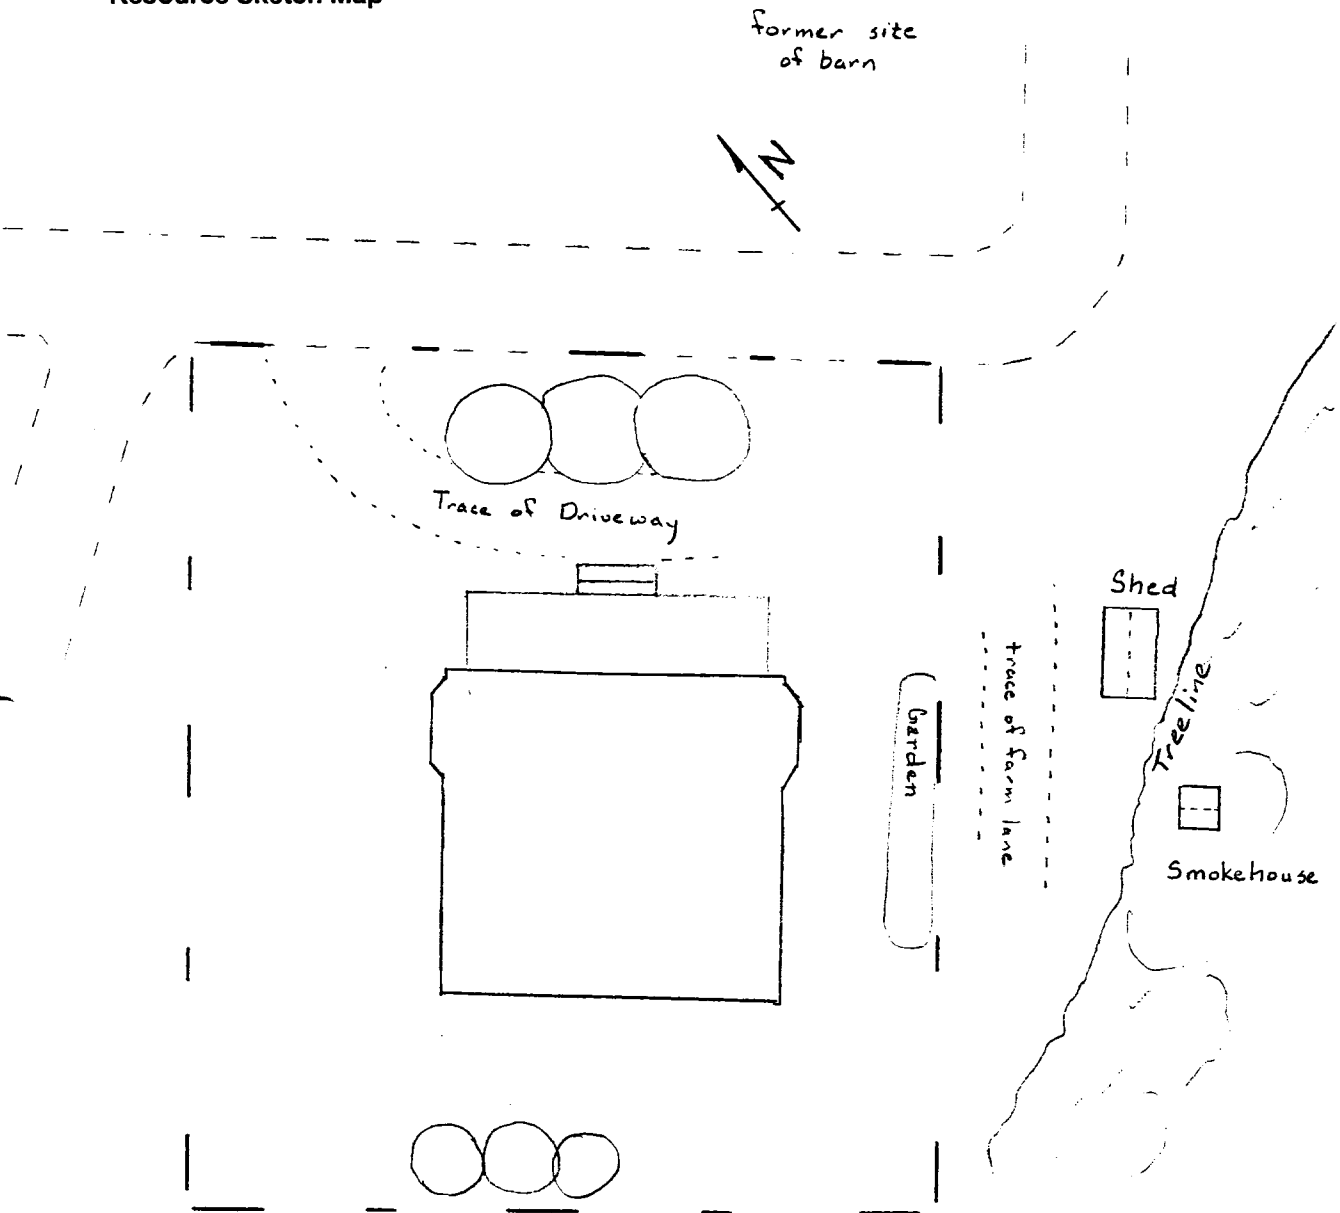 Resource Sketch Map
former site
of barn
N
Trace of Driveway
Shed
trace of farm lane
Garden
Treeline
Smokehouse